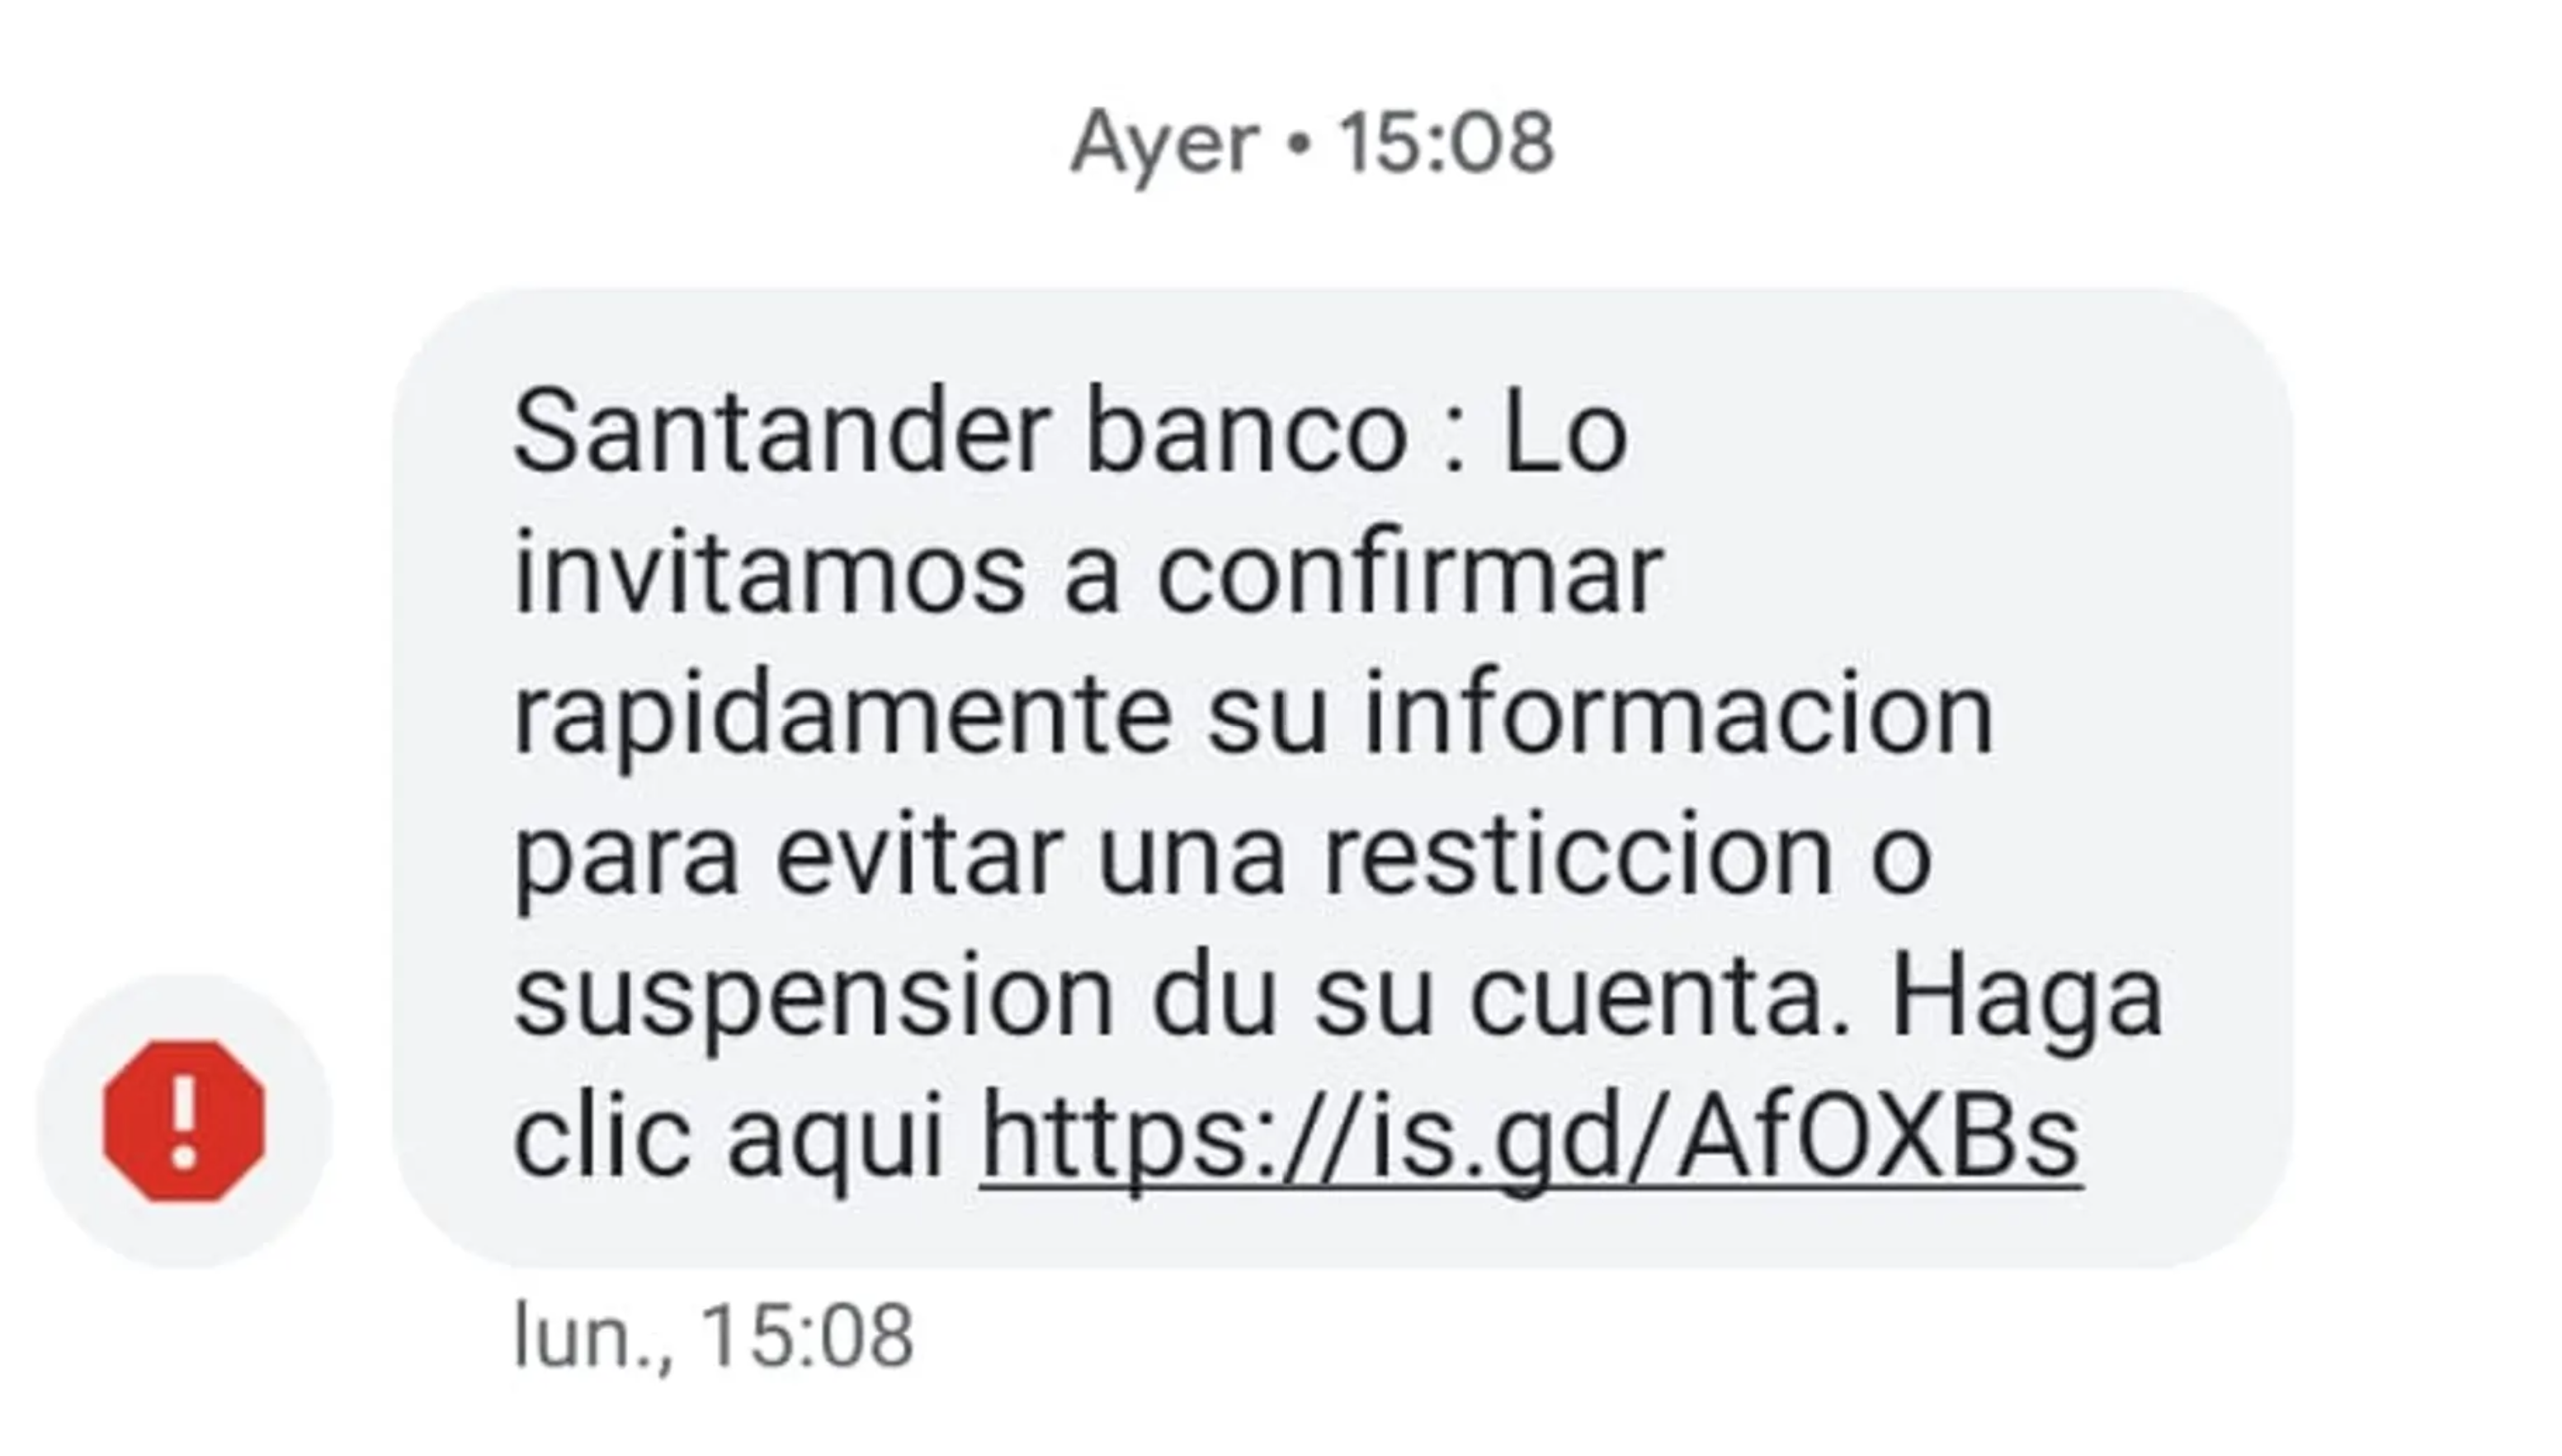 Ayer • 15:08
Santander banco : Lo
invitamos a confirmar
rapidamente su informacion
para evitar una resticcion o
suspension du su cuenta. Haga
clic aqui https://is.gd/AfOXBs
lun., 15:08